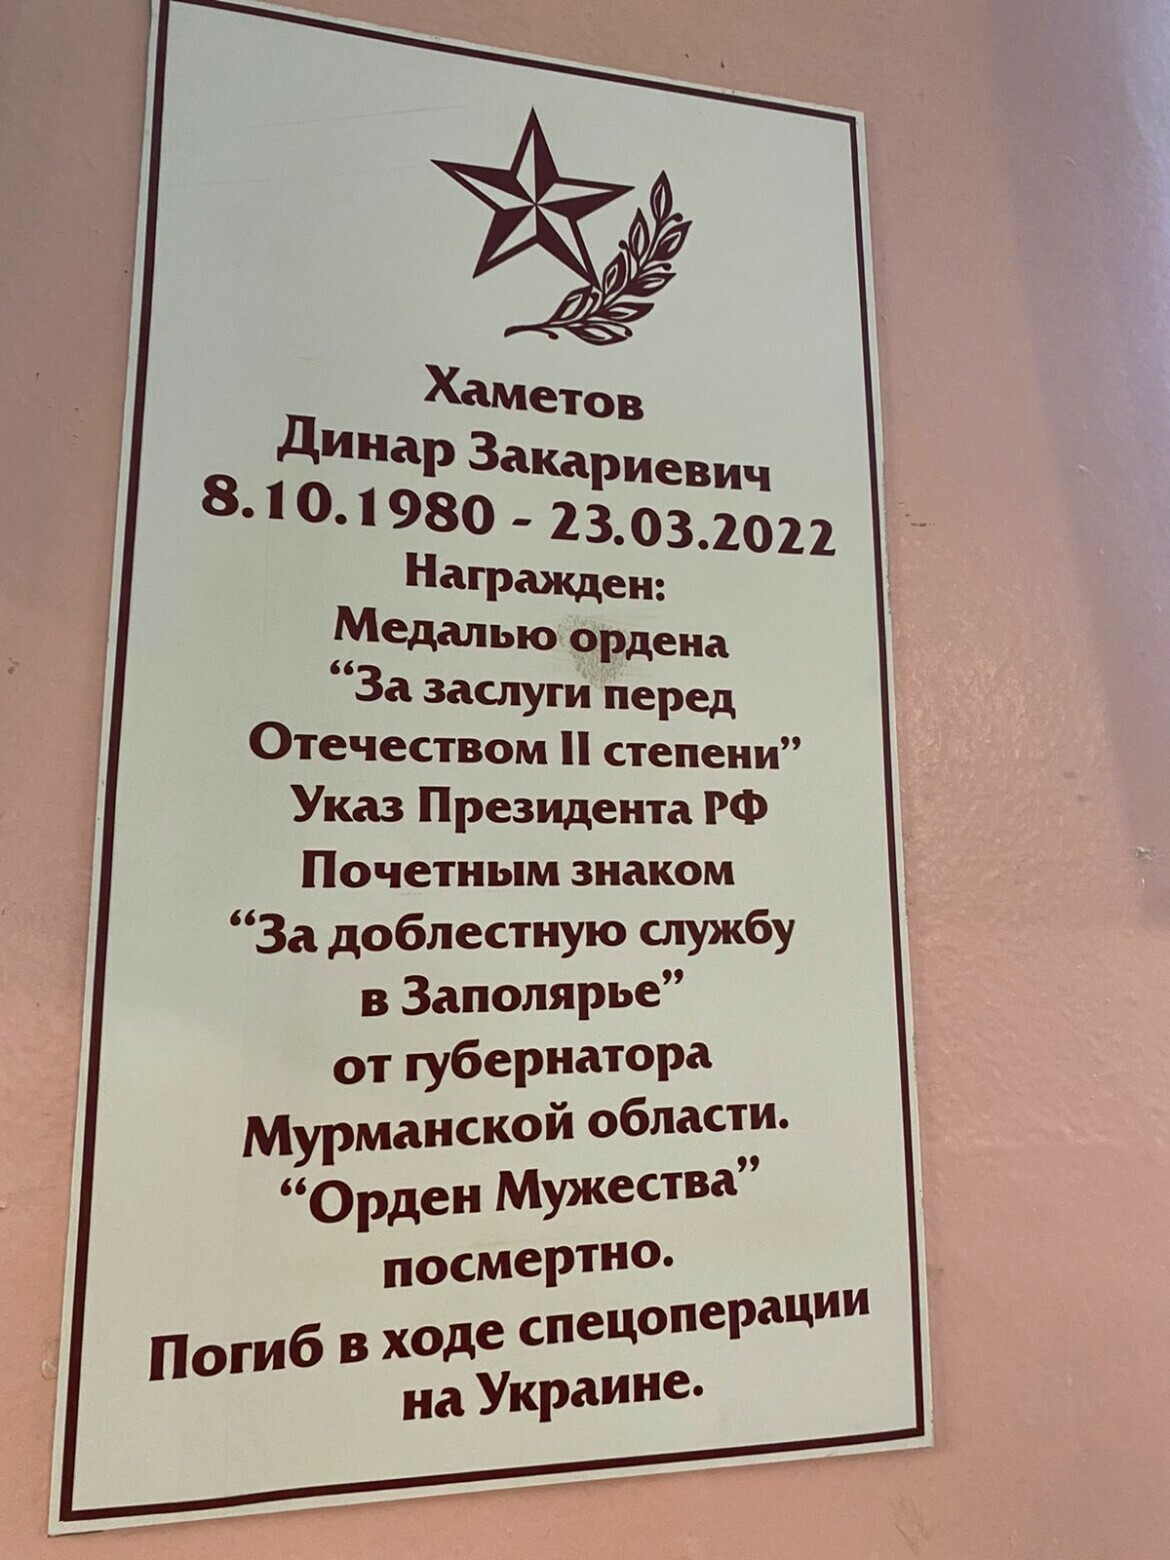 Хаметов
Динар Закариевич
8.10.1980 - 23.03.2022
Награжден:
Медалью ордена
“За заслуги перед
Отечеством II степени”
Указ Президента РФ
Почетным знаком
“За доблестную службу
в Заполярье”
от губернатора
Мурманской области.
“Орден Мужества”
посмертно.
Погиб в ходе спецоперации
на Украине.